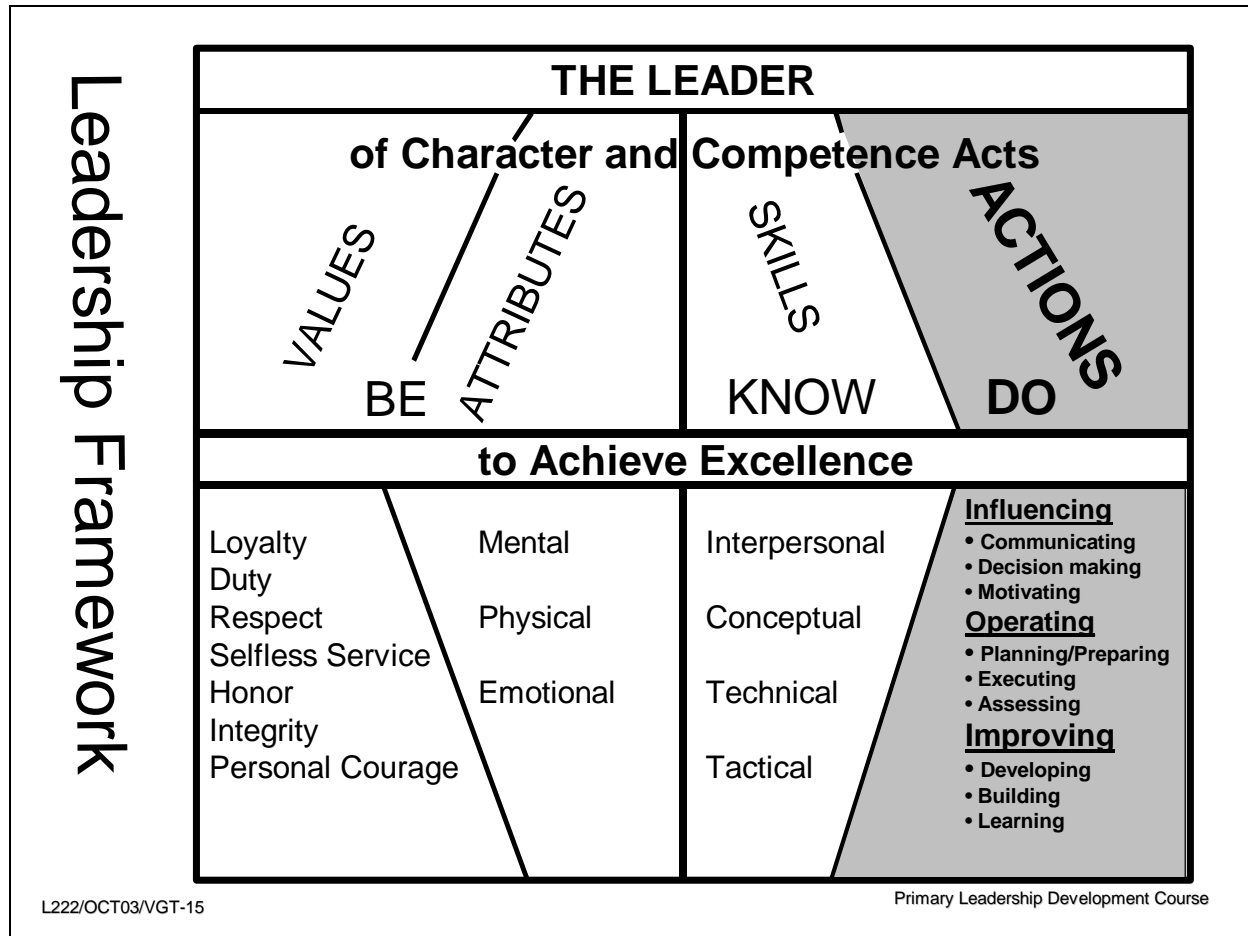 Leadership Framework
THE LEADER
of Character and Competence Acts
VALUES
ATTRIBUTES
SKILLS
ACTIONS
BE
KNOW
DO
to Achieve Excellence
Loyalty
Duty
Respect
Selfless Service
Honor
Integrity
Personal Courage
Mental
Physical
Emotional
Interpersonal
Conceptual
Technical
Tactical
Influencing
• Communicating
• Decision making
• Motivating
Operating
• Planning/Preparing
• Executing
• Assessing
Improving
• Developing
• Building
• Learning
L222/OCT03/VGT-15
Primary Leadership Development Course